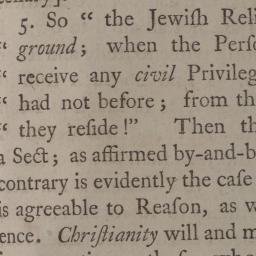 5. So “ the Jewiſh Reli
“ ground; when the Perſo
“ receive any civil Privileg
“ had not before; from th
“ they reſide!” Then th
a Sect; as affirmed by-and-b
contrary is evidently the caſe
is agreeable to Reaſon, as w
ence. Chriſtianity will and m